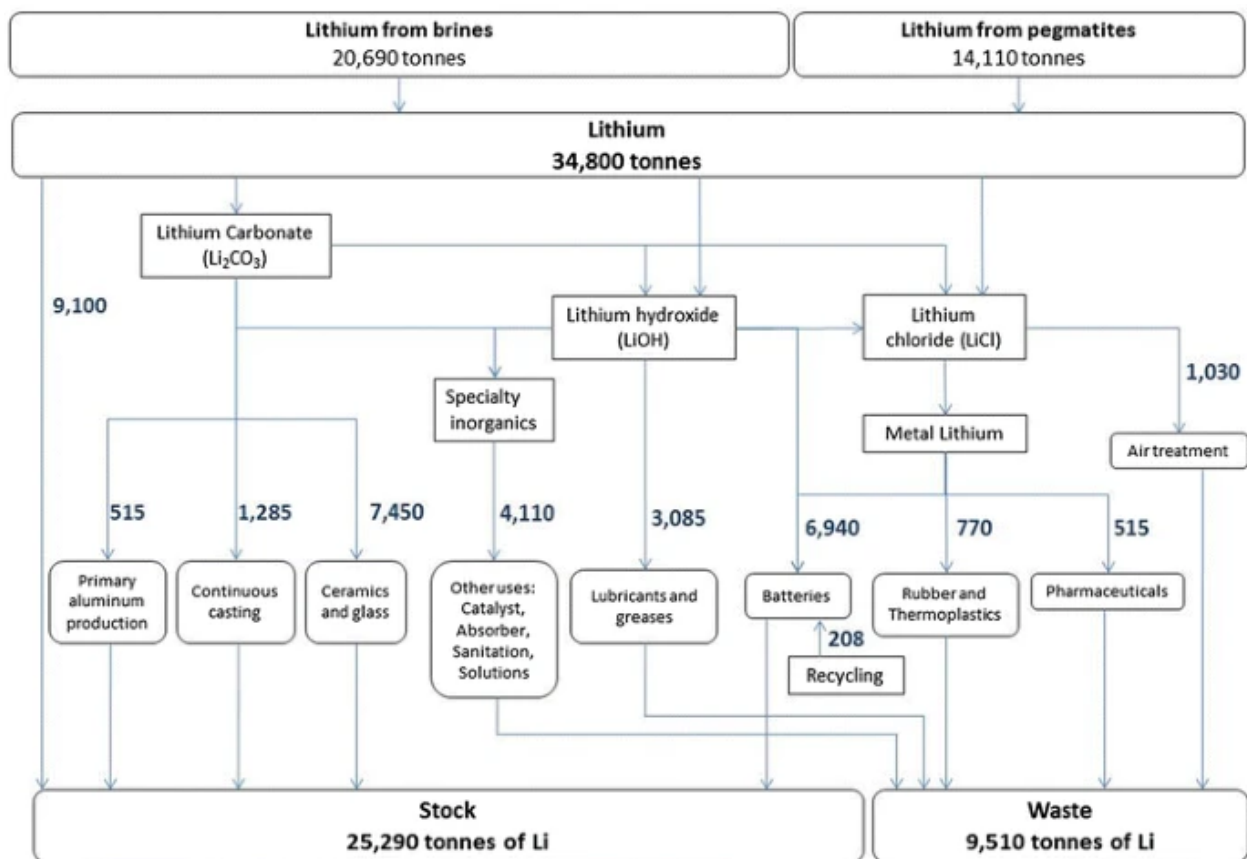 Lithium from brines
20,690 tonnes
Lithium from pegmatites
14,110 tonnes
Lithium
34,800 tonnes
Lithium Carbonate
(Li₂CO₃)
9,100
Lithium hydroxide
(LiOH)
Lithium
chloride (LiCl)
1,030
Specialty
inorganics
Metal Lithium
Air treatment
515
1,285
7,450
4,110
3,085
6,940
770
515
Primary
aluminum
production
Continuous
casting
Ceramics
and glass
Other uses:
Catalyst,
Absorber,
Sanitation,
Solutions
Lubricants and
greases
Batteries
Rubber and
Thermoplastics
Pharmaceuticals
208
Recycling
Stock
25,290 tonnes of Li
Waste
9,510 tonnes of Li